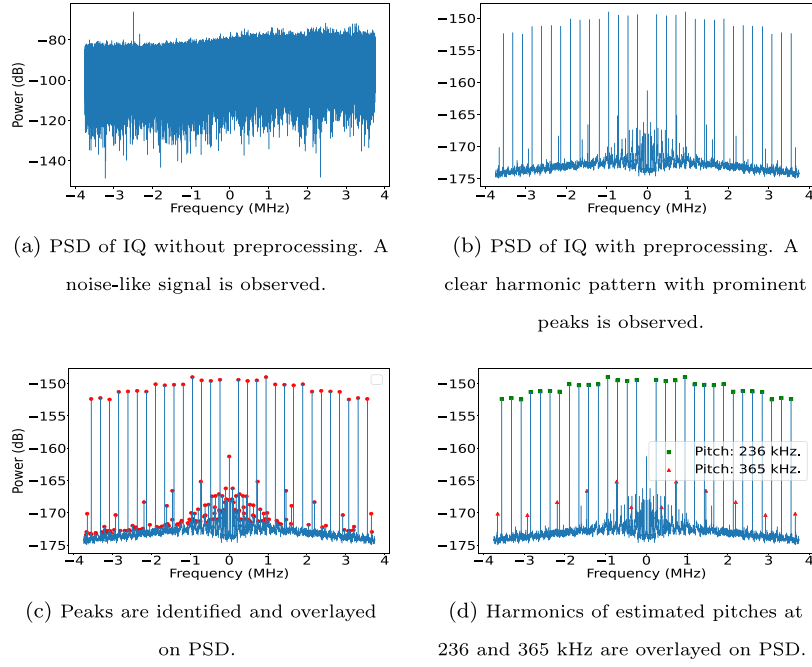 −80
−100
−120
−140
Power (dB)
−4 −3 −2 −1 0 1 2 3 4
Frequency (MHz)
(a) PSD of IQ without preprocessing. A
noise-like signal is observed.
−150
−155
−160
−165
−170
−175
Power (dB)
−4 −3 −2 −1 0 1 2 3 4
Frequency (MHz)
(b) PSD of IQ with preprocessing. A
clear harmonic pattern with prominent
peaks is observed.
−150
−155
−160
−165
−170
−175
Power (dB)
−4 −3 −2 −1 0 1 2 3 4
Frequency (MHz)
(c) Peaks are identified and overlayed
on PSD.
−150
−155
−160
−165
−170
−175
Power (dB)
Pitch: 236 kHz.
Pitch: 365 kHz.
−4 −3 −2 −1 0 1 2 3 4
Frequency (MHz)
(d) Harmonics of estimated pitches at
236 and 365 kHz are overlayed on PSD.